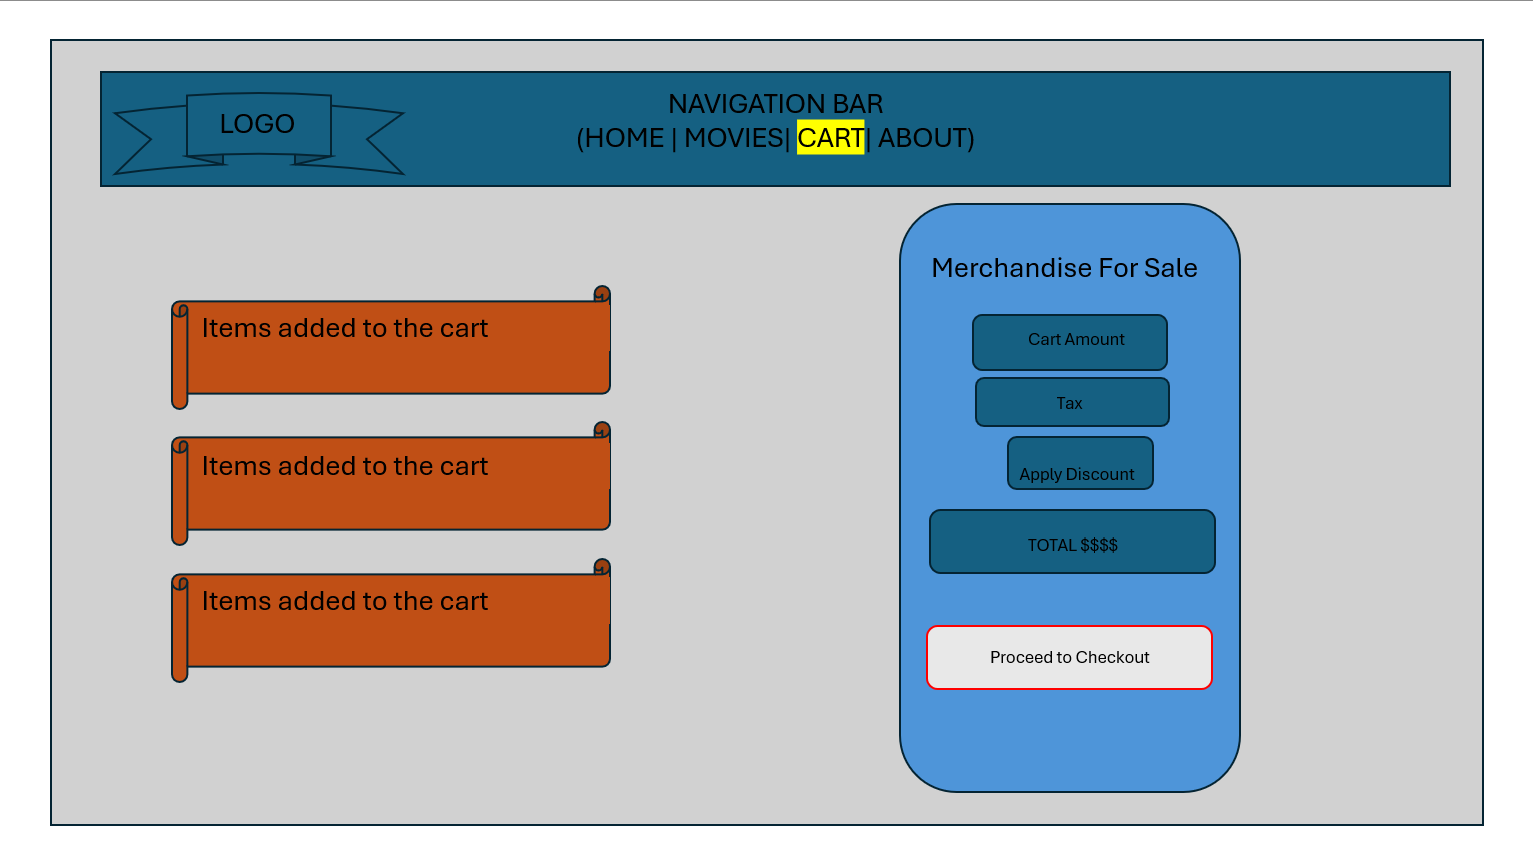 LOGO
NAVIGATION BAR
(HOME | MOVIES| CART| ABOUT)
Merchandise For Sale
Items added to the cart
Cart Amount
Tax
Items added to the cart
Apply Discount
TOTAL $$$$
Items added to the cart
Proceed to Checkout